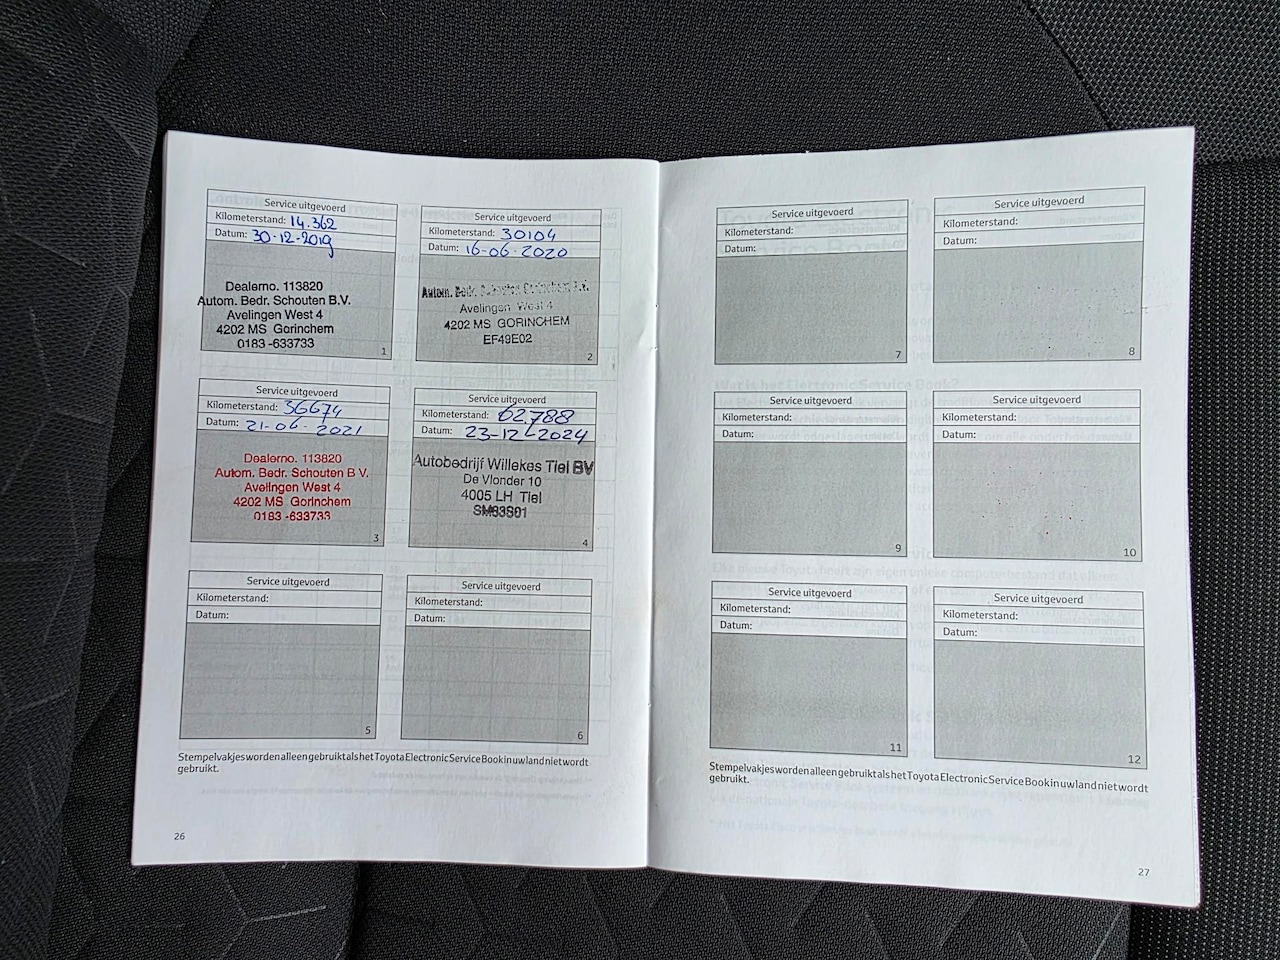 Service uitgevoerd
Kilometerstand: 14.362
Datum: 30-12-2019
Dealerno. 113820
Autom. Bedr. Schouten B.V.
Avelingen West 4
4202 MS Gorinchem
0183-633733
1
Service uitgevoerd
Kilometerstand: 30104
Datum: 16-06-2020
Autom. Bedr. Schouten Gorinchem B.V.
Avelingen West 4
4202 MS GORINCHEM
EF49E02
2
Service uitgevoerd
Kilometerstand: 36674
Datum: 21-06-2021
Dealerno. 113820
Autom. Bedr. Schouten B V.
Avelingen West 4
4202 MS Gorinchem
0183-633733
3
Service uitgevoerd
Kilometerstand: 62788
Datum: 23-12-2024
Autobedrijf Willekes Tiel BV
De Vlonder 10
4005 LH Tiel
4
Service uitgevoerd
Kilometerstand:
Datum:
5
Service uitgevoerd
Kilometerstand:
Datum:
6
Stempelvakjes worden alleen gebruikt als het Toyota Electronic Service Book in uw land niet wordt
gebruikt.
26
Service uitgevoerd
Kilometerstand:
Datum:
7
Service uitgevoerd
Kilometerstand:
Datum:
8
Service uitgevoerd
Kilometerstand:
Datum:
9
Service uitgevoerd
Kilometerstand:
Datum:
10
Service uitgevoerd
Kilometerstand:
Datum:
11
Service uitgevoerd
Kilometerstand:
Datum:
12
Stempelvakjes worden alleen gebruikt als het Toyota Electronic Service Book in uw land niet wordt
gebruikt.
27